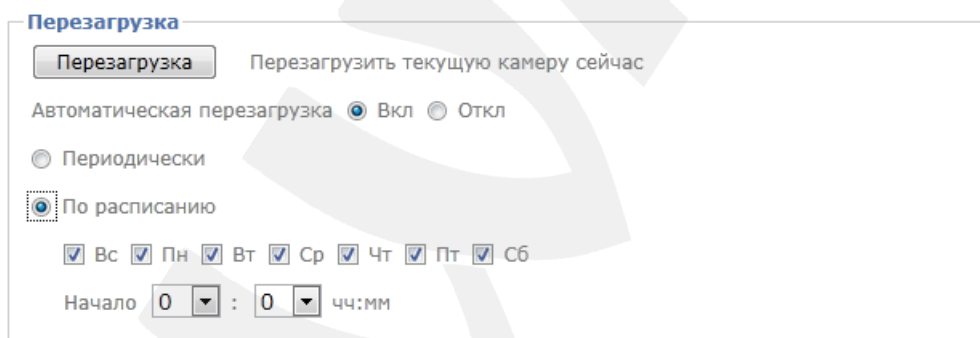 Перезагрузка
Перезагрузка Перезагрузить текущую камеру сейчас
Автоматическая перезагрузка Вкл Откл
Периодически
По расписанию
Вс Пн Вт Ср Чт Пт Сб
Начало 0 : 0 чч:мм